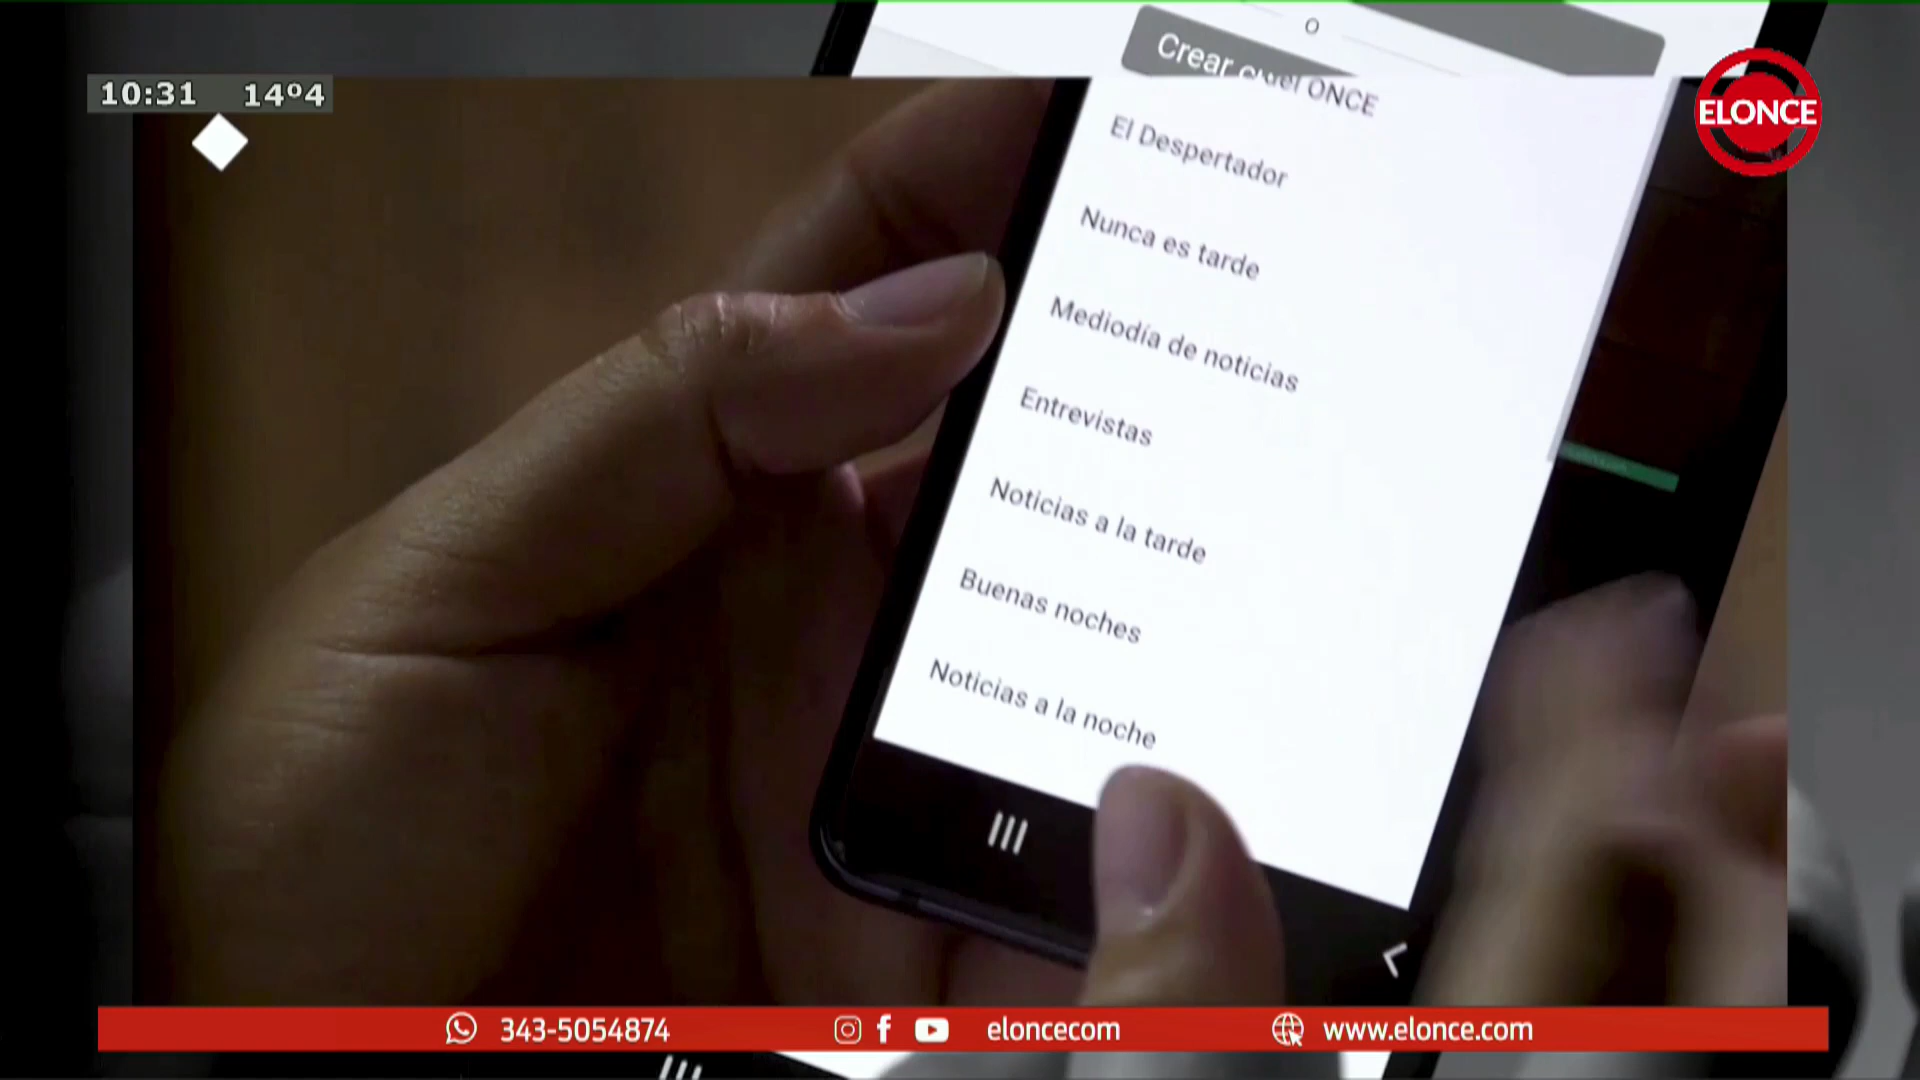 10:31 14º4
ELONCE
o
Crear
del ONCE
El Despertador
Nunca es tarde
Mediodía de noticias
Entrevistas
Noticias a la tarde
Buenas noches
Noticias a la noche
343-5054874
eloncecom
www.elonce.com